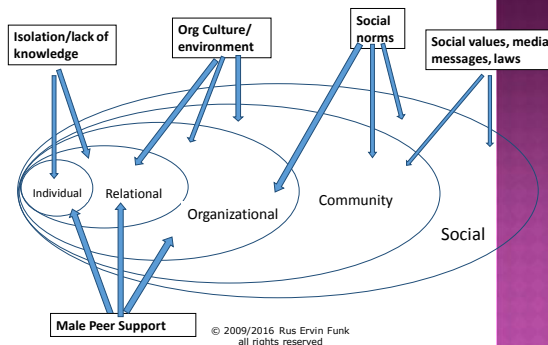 Isolation/lack of
knowledge
Org Culture/
environment
Social
norms
Social values, media
messages, laws
Individual
Relational
Organizational
Community
Social
Male Peer Support
© 2009/2016 Rus Ervin Funk
all rights reserved